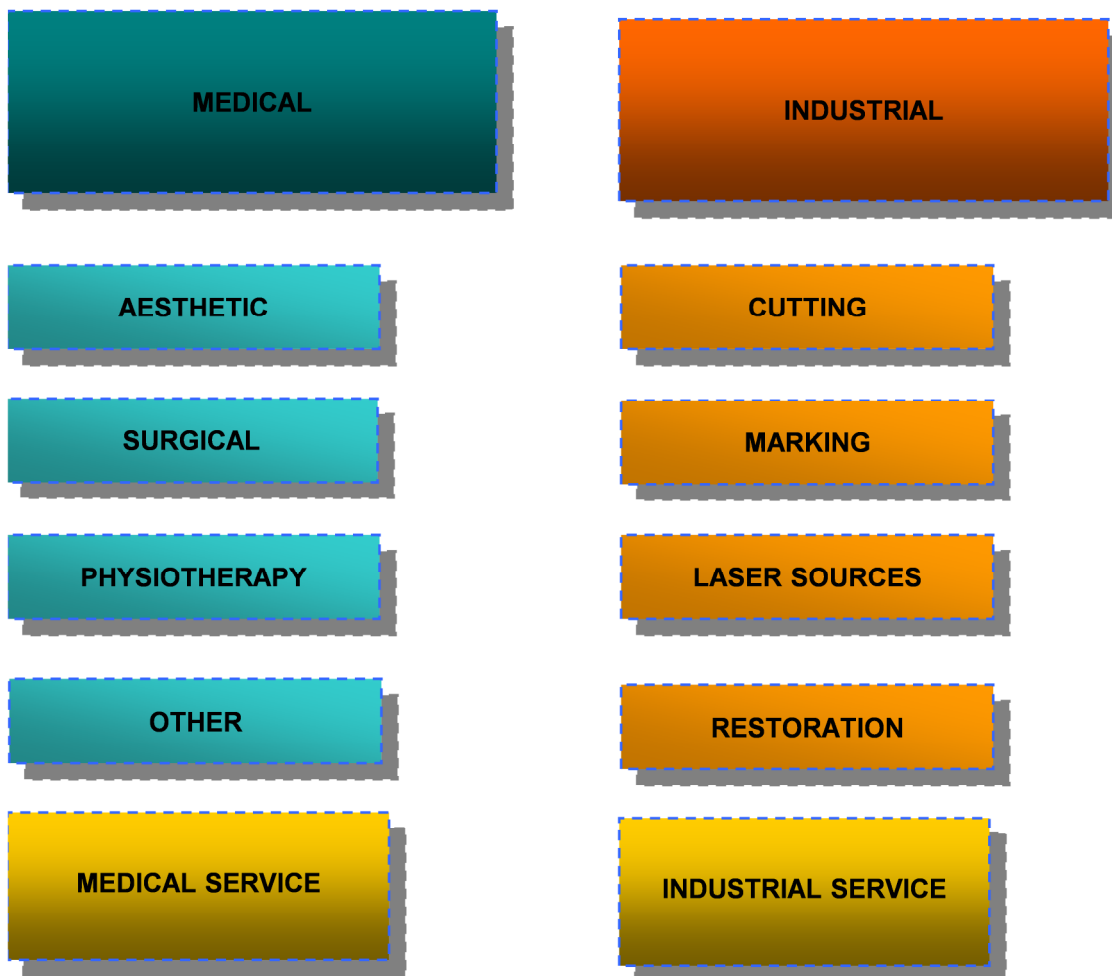 MEDICAL
AESTHETIC
SURGICAL
PHYSIOTHERAPY
OTHER
MEDICAL SERVICE
INDUSTRIAL
CUTTING
MARKING
LASER SOURCES
RESTORATION
INDUSTRIAL SERVICE